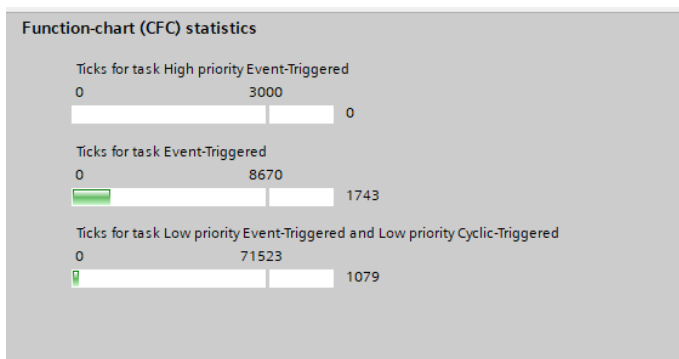 Function-chart (CFC) statistics
Ticks for task High priority Event-Triggered
0 3000
0
Ticks for task Event-Triggered
0 8670
1743
Ticks for task Low priority Event-Triggered and Low priority Cyclic-Triggered
0 71523
1079